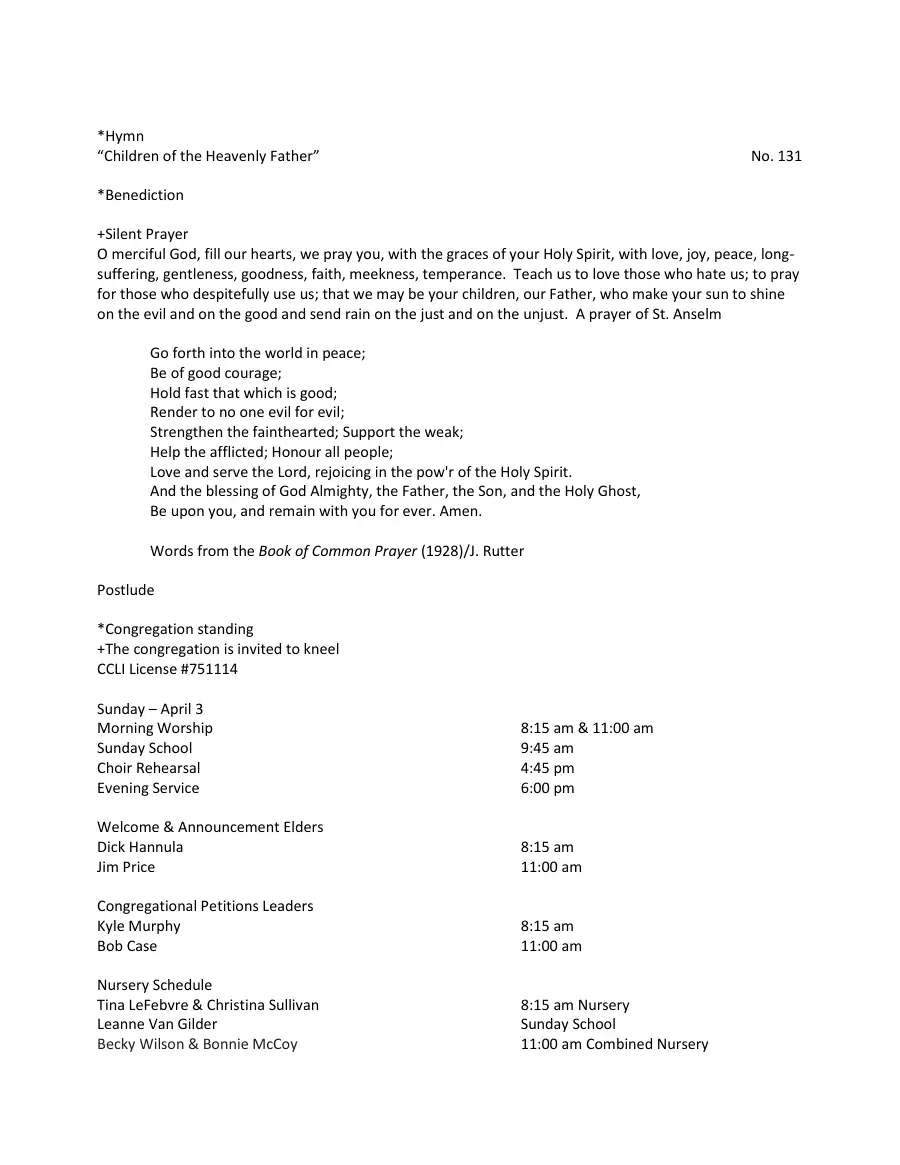 *Hymn
“Children of the Heavenly Father” No. 131
*Benediction
+Silent Prayer
O merciful God, fill our hearts, we pray you, with the graces of your Holy Spirit, with love, joy, peace, long-
suffering, gentleness, goodness, faith, meekness, temperance.  Teach us to love those who hate us; to pray
for those who despitefully use us; that we may be your children, our Father, who make your sun to shine
on the evil and on the good and send rain on the just and on the unjust.  A prayer of St. Anselm
Go forth into the world in peace;
Be of good courage;
Hold fast that which is good;
Render to no one evil for evil;
Strengthen the fainthearted; Support the weak;
Help the afflicted; Honour all people;
Love and serve the Lord, rejoicing in the pow'r of the Holy Spirit.
And the blessing of God Almighty, the Father, the Son, and the Holy Ghost,
Be upon you, and remain with you for ever. Amen.
Words from the Book of Common Prayer (1928)/J. Rutter
Postlude
*Congregation standing
+The congregation is invited to kneel
CCLI License #751114
Sunday – April 3
Morning Worship 8:15 am & 11:00 am
Sunday School 9:45 am
Choir Rehearsal 4:45 pm
Evening Service 6:00 pm
Welcome & Announcement Elders
Dick Hannula 8:15 am
Jim Price 11:00 am
Congregational Petitions Leaders
Kyle Murphy 8:15 am
Bob Case 11:00 am
Nursery Schedule
Tina LeFebvre & Christina Sullivan 8:15 am Nursery
Leanne Van Gilder Sunday School
Becky Wilson & Bonnie McCoy 11:00 am Combined Nursery